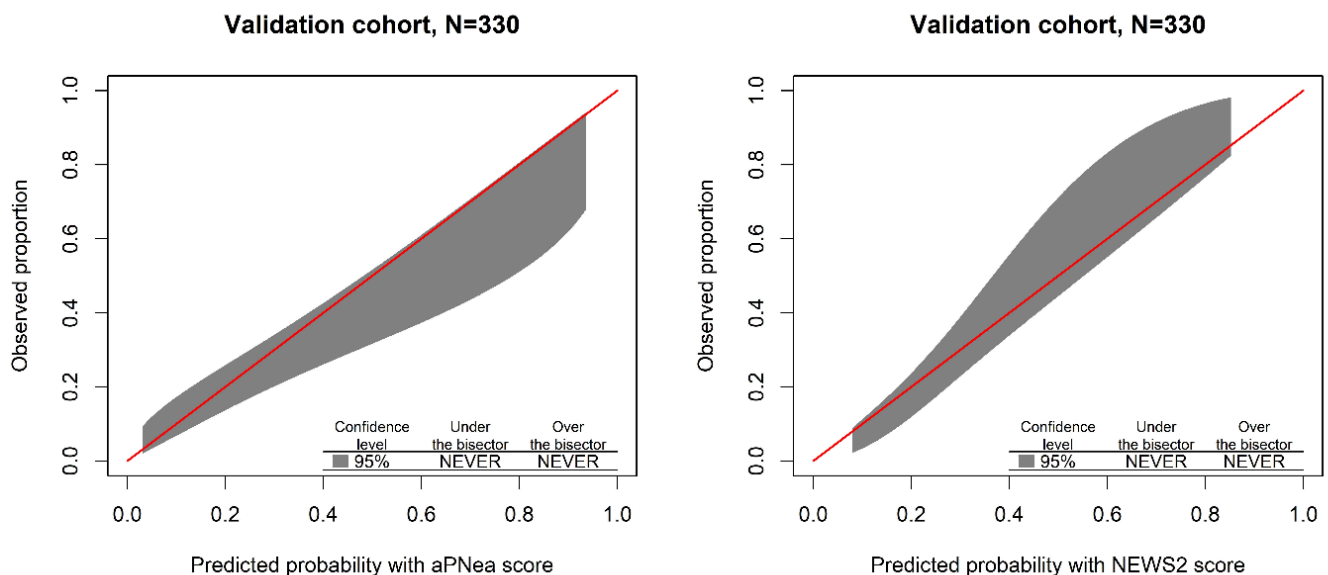 Validation cohort, N=330
Observed proportion
1.0
0.8
0.6
0.4
0.2
0.0
Confidence level
Under the bisector
Over the bisector
95%
NEVER
NEVER
0.0
0.2
0.4
0.6
0.8
1.0
Predicted probability with aPNea score
Validation cohort, N=330
Observed proportion
1.0
0.8
0.6
0.4
0.2
0.0
Confidence level
Under the bisector
Over the bisector
95%
NEVER
NEVER
0.0
0.2
0.4
0.6
0.8
1.0
Predicted probability with NEWS2 score